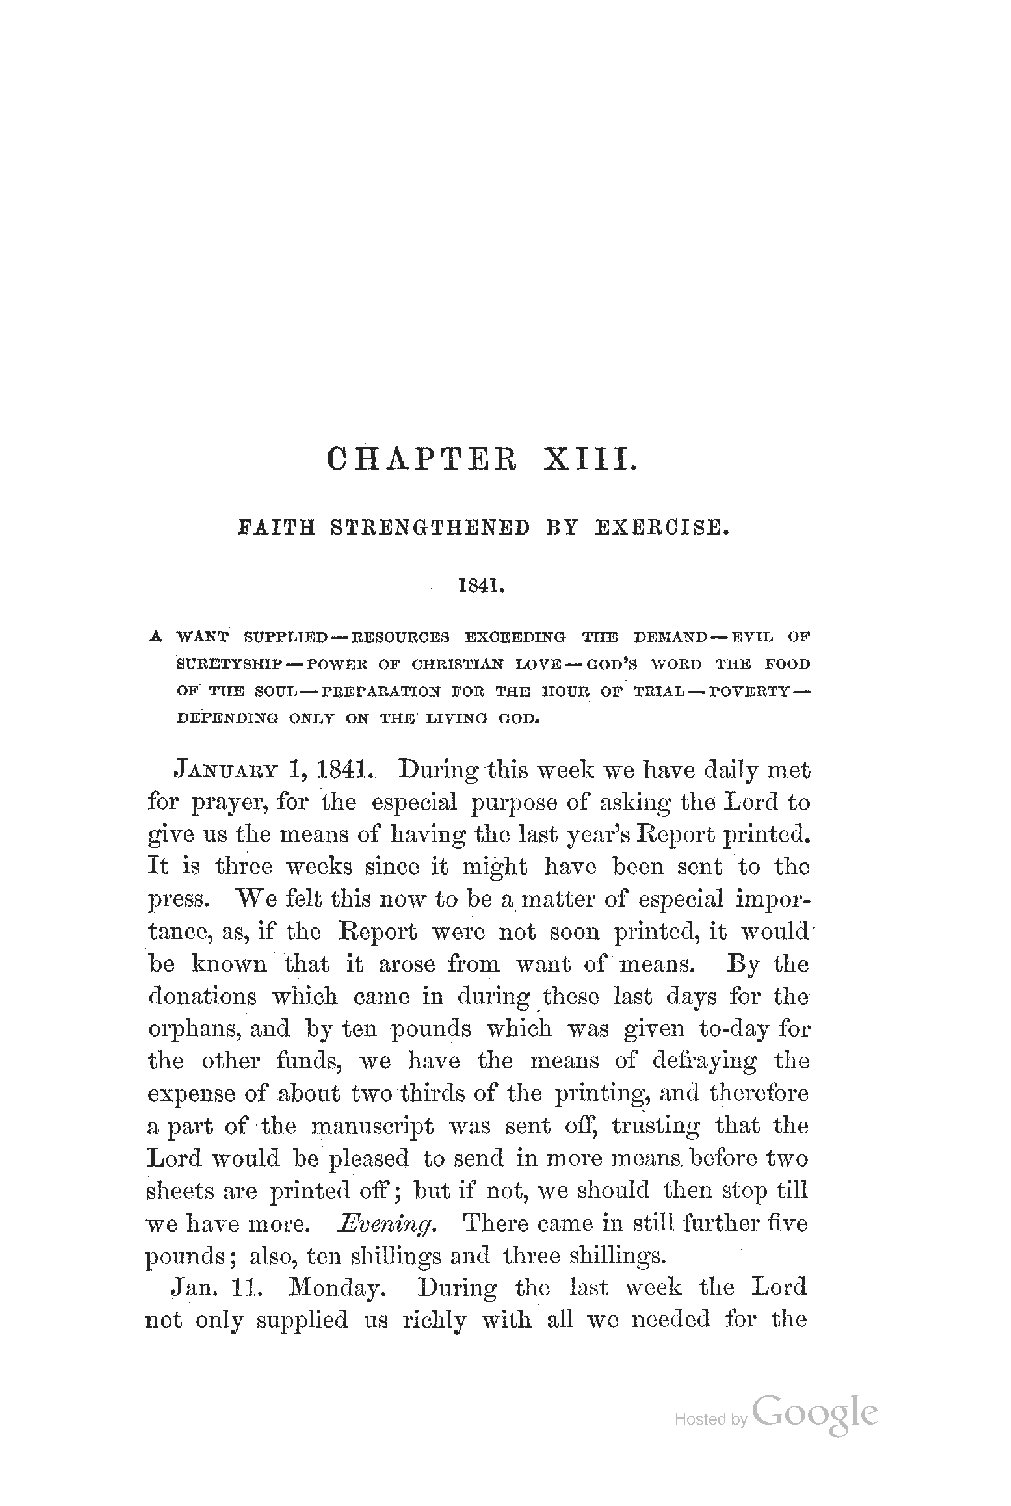 CHAPTER XIII.
FAITH STRENGTHENED BY EXERCISE.
1841.
A WANT SUPPLIED—RESOURCES EXCEEDING THE DEMAND—EVIL OF
SURETYSHIP—POWER OF CHRISTIAN LOVE—GOD'S WORD THE FOOD
OF THE SOUL—PREPARATION FOR THE HOUR OF TRIAL—POVERTY—
DEPENDING ONLY ON THE LIVING GOD.
JANUARY 1, 1841. During this week we have daily met
for prayer, for the especial purpose of asking the Lord to
give us the means of having the last year's Report printed.
It is three weeks since it might have been sent to the
press. We felt this now to be a matter of especial impor-
tance, as, if the Report were not soon printed, it would
be known that it arose from want of means. By the
donations which came in during these last days for the
orphans, and by ten pounds which was given to-day for
the other funds, we have the means of defraying the
expense of about two thirds of the printing, and therefore
a part of the manuscript was sent off, trusting that the
Lord would be pleased to send in more means before two
sheets are printed off; but if not, we should then stop till
we have more. Evening. There came in still further five
pounds; also, ten shillings and three shillings.
Jan. 11. Monday. During the last week the Lord
not only supplied us richly with all we needed for the
Hosted by Google